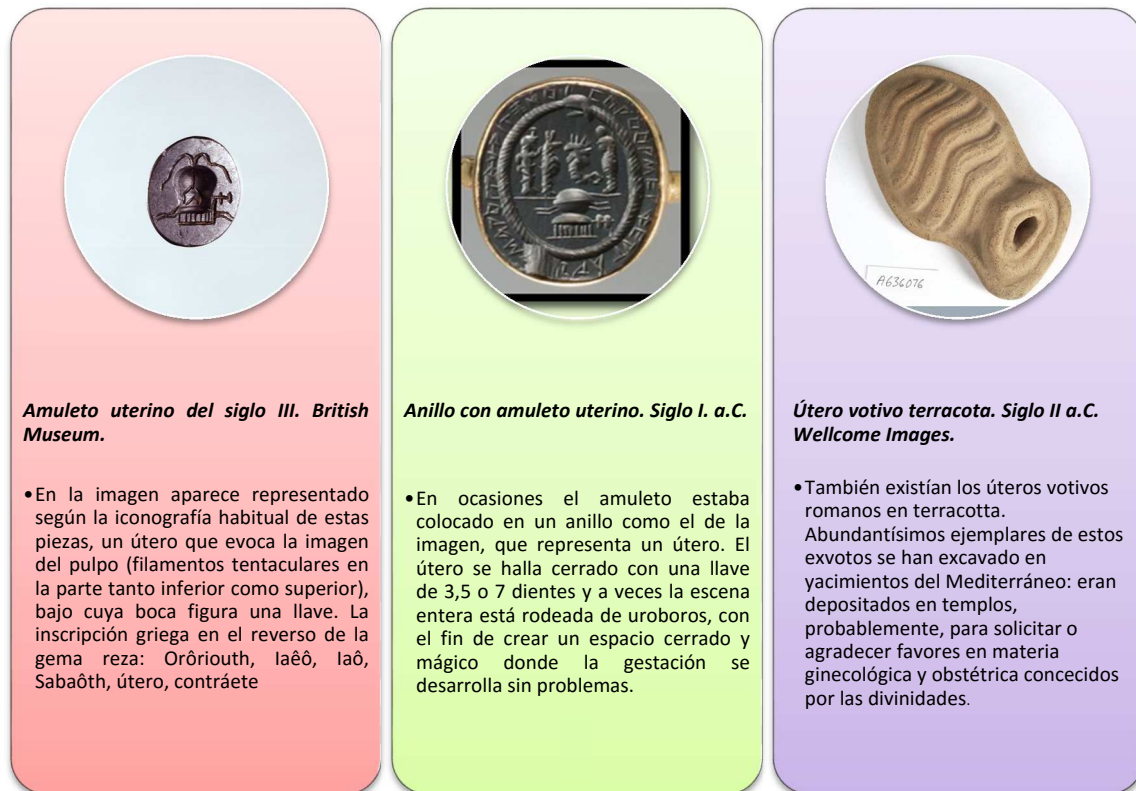 A636076
Amuleto uterino del siglo III. British
Museum.
•En la imagen aparece representado
según la iconografía habitual de estas
piezas, un útero que evoca la imagen
del pulpo (filamentos tentaculares en
la parte tanto inferior como superior),
bajo cuya boca figura una llave. La
inscripción griega en el reverso de la
gema reza: Orôriouth, Iaêô, Iaô,
Sabaôth, útero, contráete
Anillo con amuleto uterino. Siglo I. a.C.
•En ocasiones el amuleto estaba
colocado en un anillo como el de la
imagen, que representa un útero. El
útero se halla cerrado con una llave
de 3,5 o 7 dientes y a veces la escena
entera está rodeada de uroboros, con
el fin de crear un espacio cerrado y
mágico donde la gestación se
desarrolla sin problemas.
Útero votivo terracota. Siglo II a.C.
Wellcome Images.
•También existían los úteros votivos
romanos en terracotta.
Abundantísimos ejemplares de estos
exvotos se han excavado en
yacimientos del Mediterráneo: eran
depositados en templos,
probablemente, para solicitar o
agradecer favores en materia
ginecológica y obstétrica concecidos
por las divinidades.